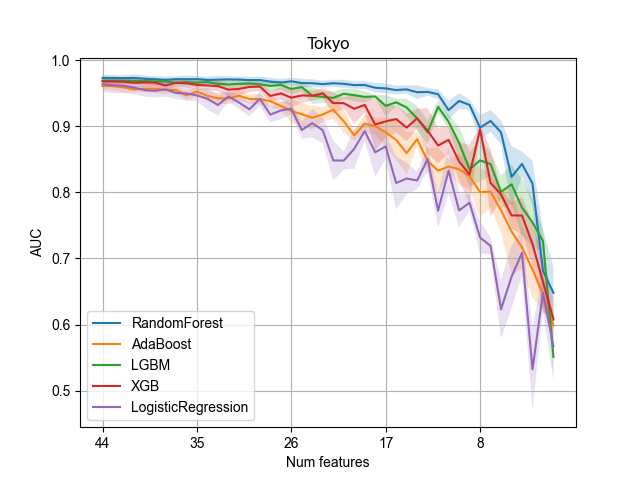 Tokyo
1.0
0.9
0.8
0.7
0.6
0.5
AUC
RandomForest
AdaBoost
LGBM
XGB
LogisticRegression
44
35
26
17
8
Num features